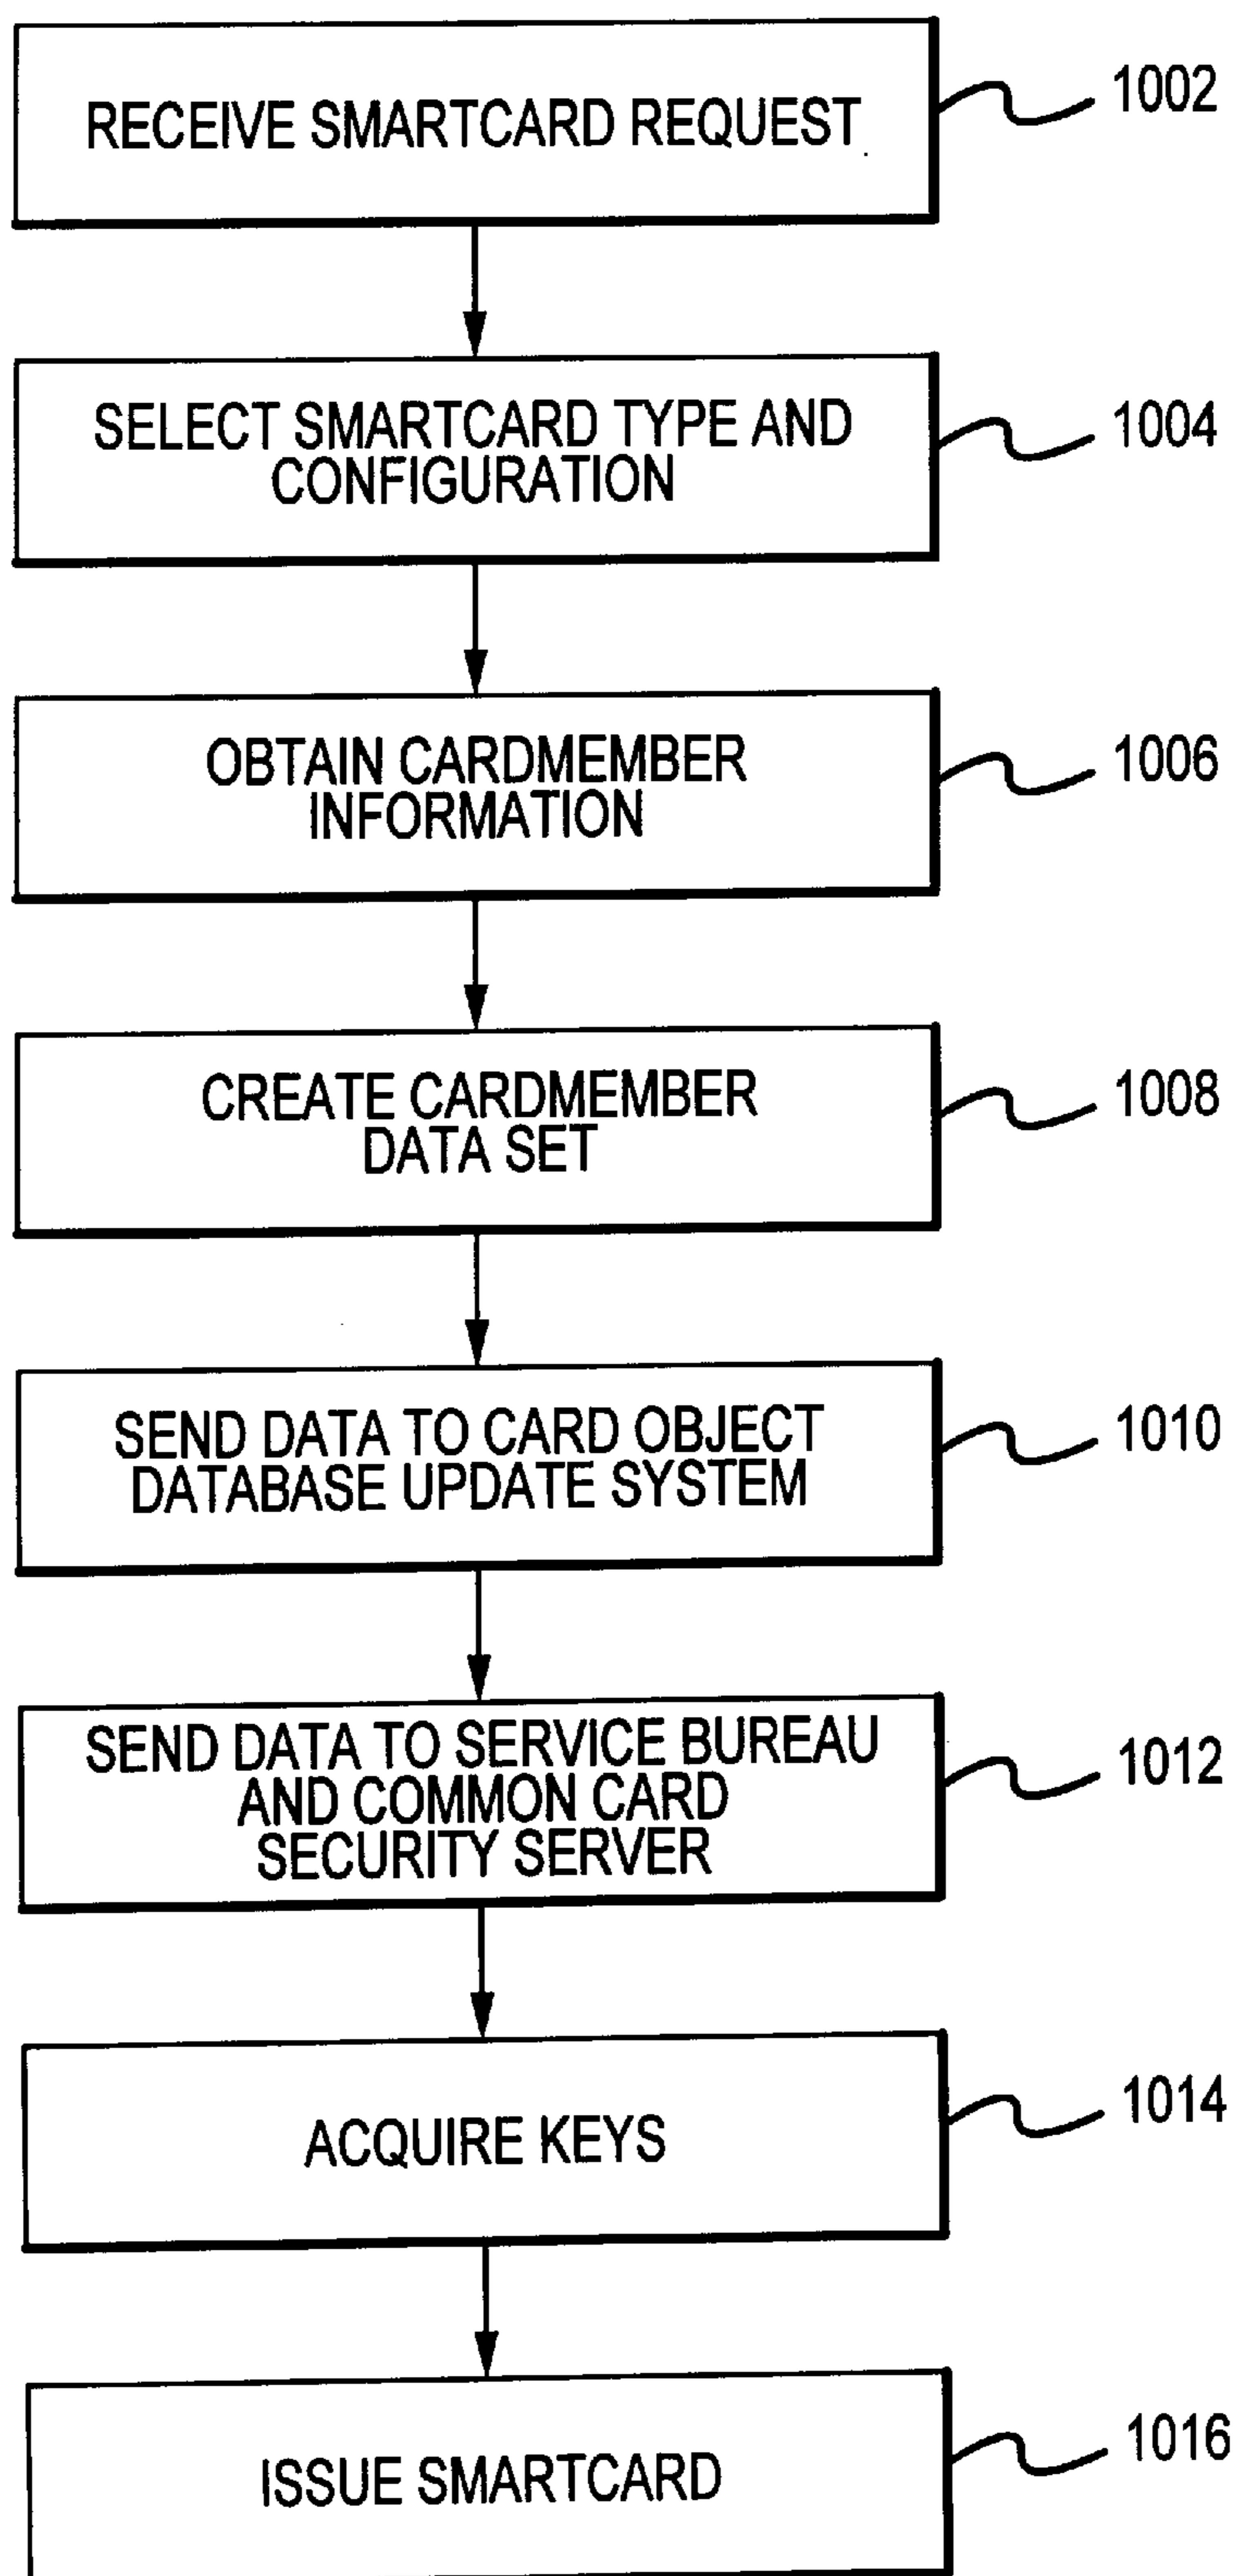 RECEIVE SMARTCARD REQUEST
1002
SELECT SMARTCARD TYPE AND
CONFIGURATION
1004
OBTAIN CARDMEMBER
INFORMATION
1006
CREATE CARDMEMBER
DATA SET
1008
SEND DATA TO CARD OBJECT
DATABASE UPDATE SYSTEM
1010
SEND DATA TO SERVICE BUREAU
AND COMMON CARD
SECURITY SERVER
1012
ACQUIRE KEYS
1014
ISSUE SMARTCARD
1016